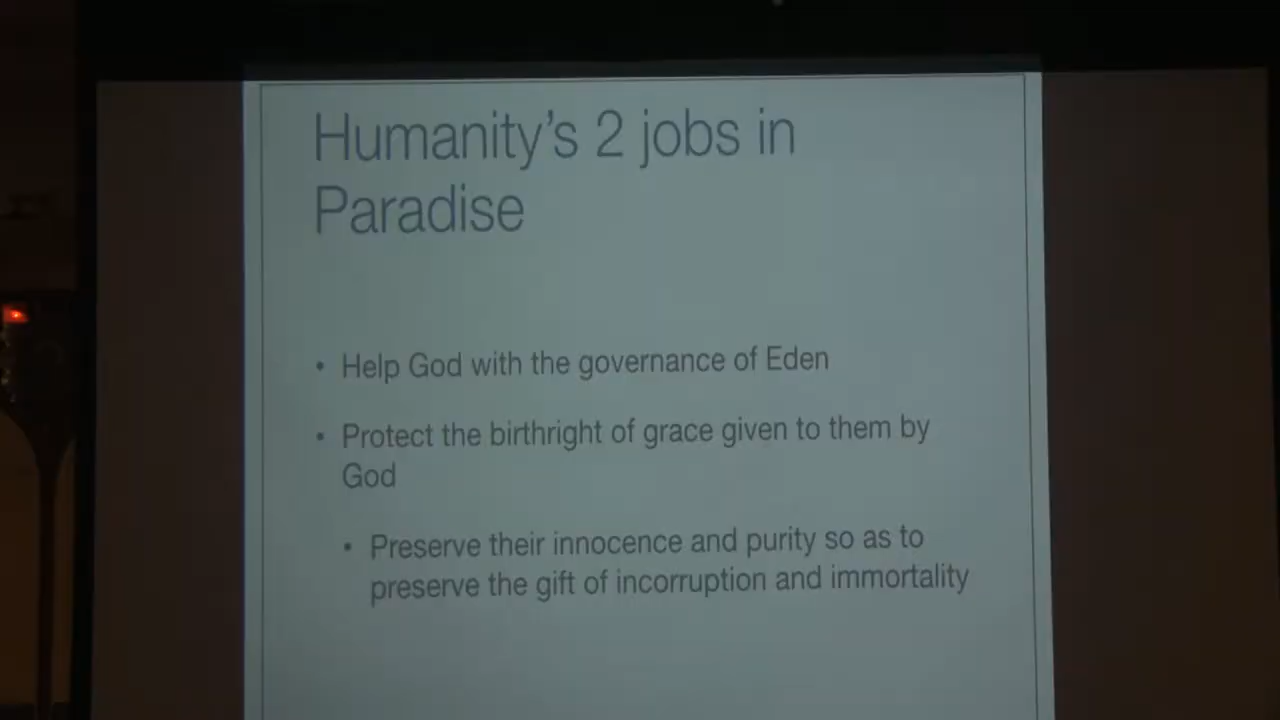 Humanity's 2 jobs in
Paradise
• Help God with the governance of Eden
• Protect the birthright of grace given to them by
God
• Preserve their innocence and purity so as to
preserve the gift of incorruption and immortality